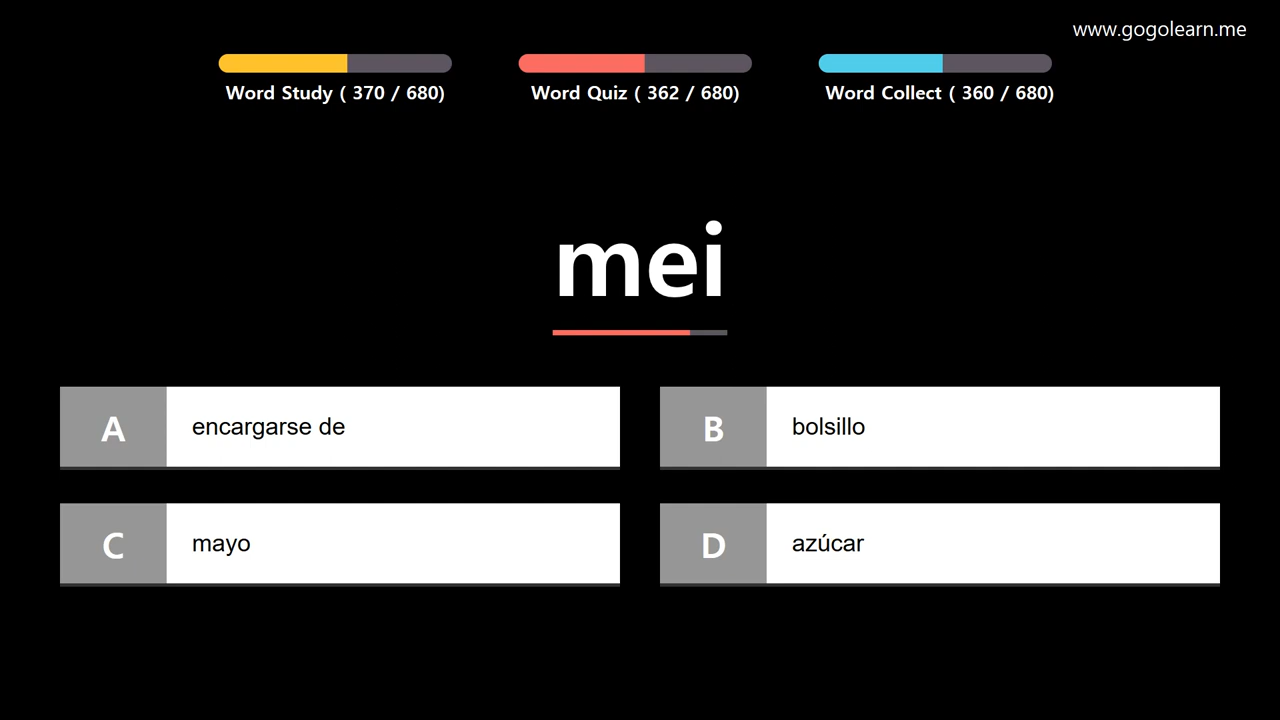 www.gogolearn.me
Word Study ( 370 / 680)
Word Quiz ( 362 / 680)
Word Collect ( 360 / 680)
mei
A encargarse de
B bolsillo
C mayo
D azúcar